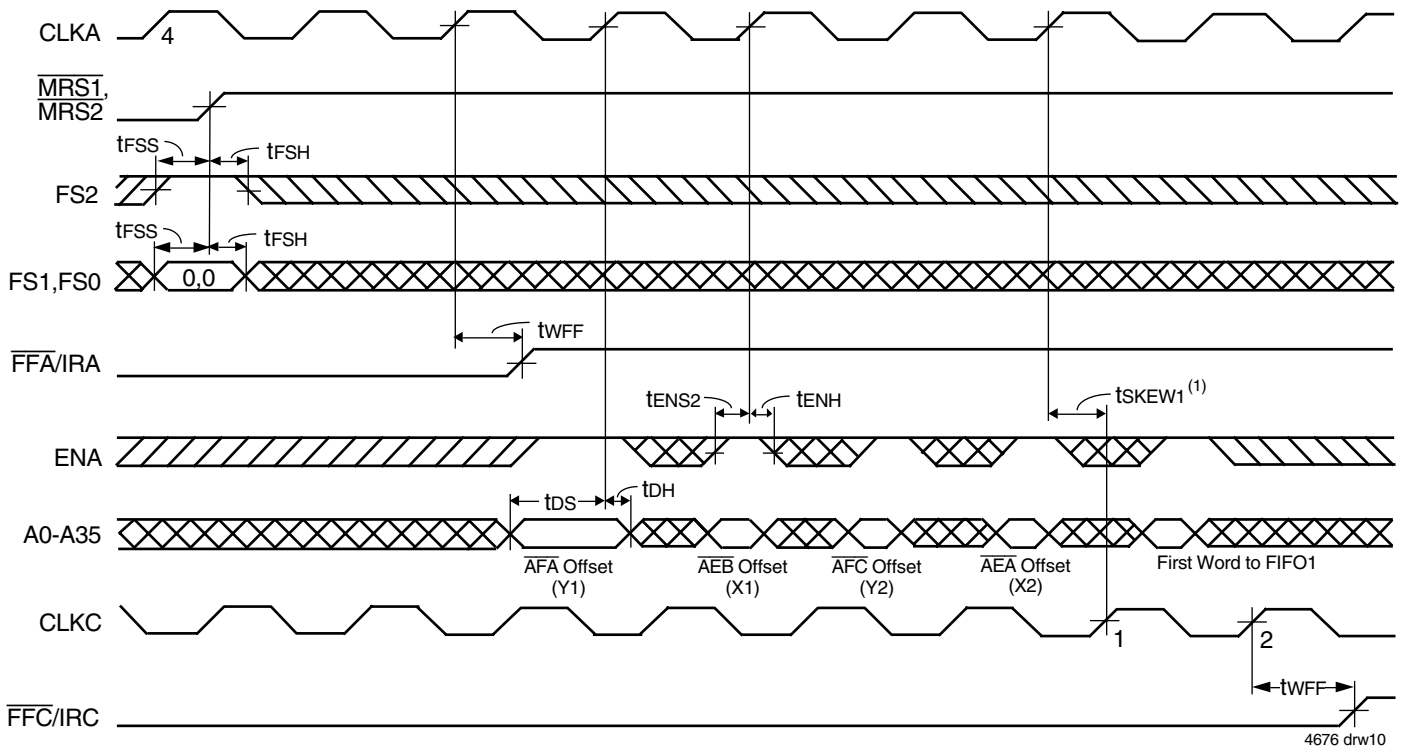 CLKA
4
MRS1,
MRS2
tFSS
tFSH
FS2
tFSS
tFSH
FS1,FS0
0,0
tWFF
FFA/IRA
tENS2
tENH
tSKEW1 (1)
ENA
tDS
tDH
A0-A35
AFA Offset
(Y1)
AEB Offset
(X1)
AFC Offset
(Y2)
AEA Offset
(X2)
First Word to FIFO1
CLKC
1
2
tWFF
FFC/IRC
4676 drw10